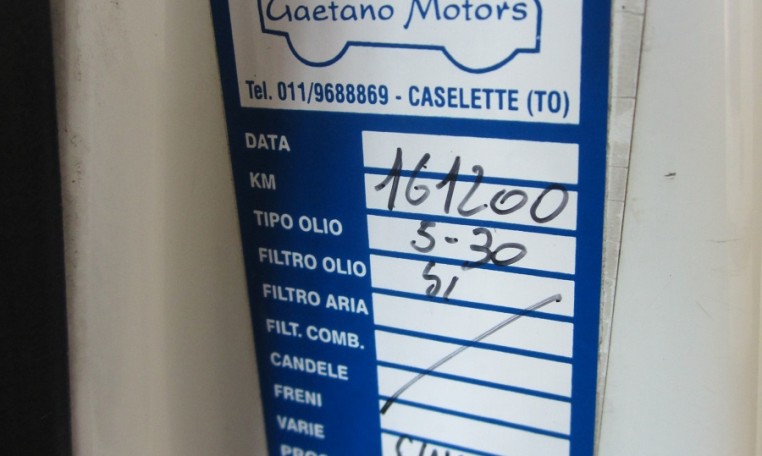 Gaetano Motors
Tel. 011/9688869 - CASELETTE (TO)
DATA
KM 161200
TIPO OLIO 5-30
FILTRO OLIO Si
FILTRO ARIA
FILT. COMB.
CANDELE
FRENI
VARIE